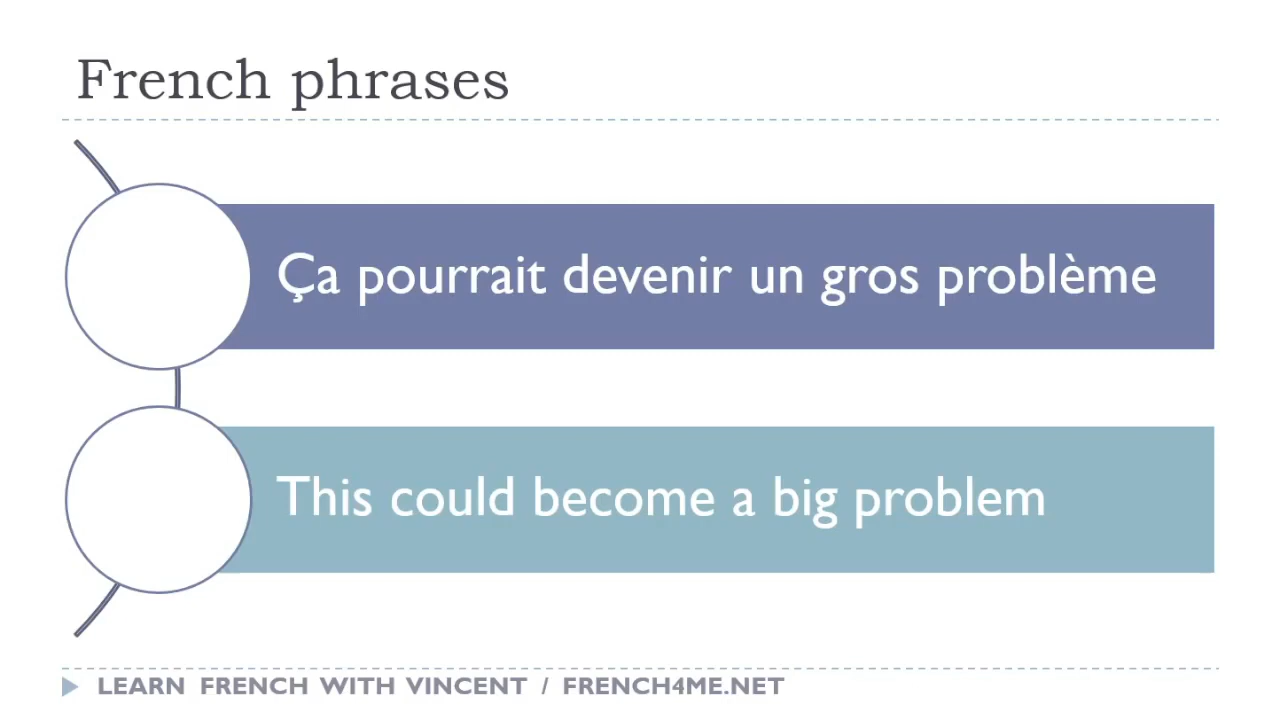 French phrases
Ça pourrait devenir un gros problème
This could become a big problem
LEARN FRENCH WITH VINCENT / FRENCH4ME.NET